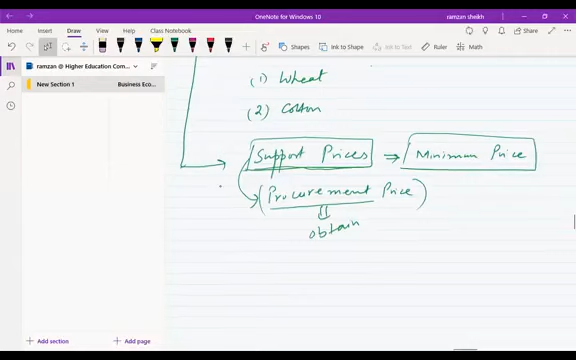 OneNote for Windows 10
ramzan sheikh
Home Insert Draw View Help Class Notebook
Shapes Ink to Shape Ink to Text Ruler Math
ramzan @ Higher Education Com...
New Section 1
Business Eco...
(1) Wheat
(2) Cotton
Support Prices ⇒ Minimum Price
(Procurement Price)
obtain
+ Add section + Add page